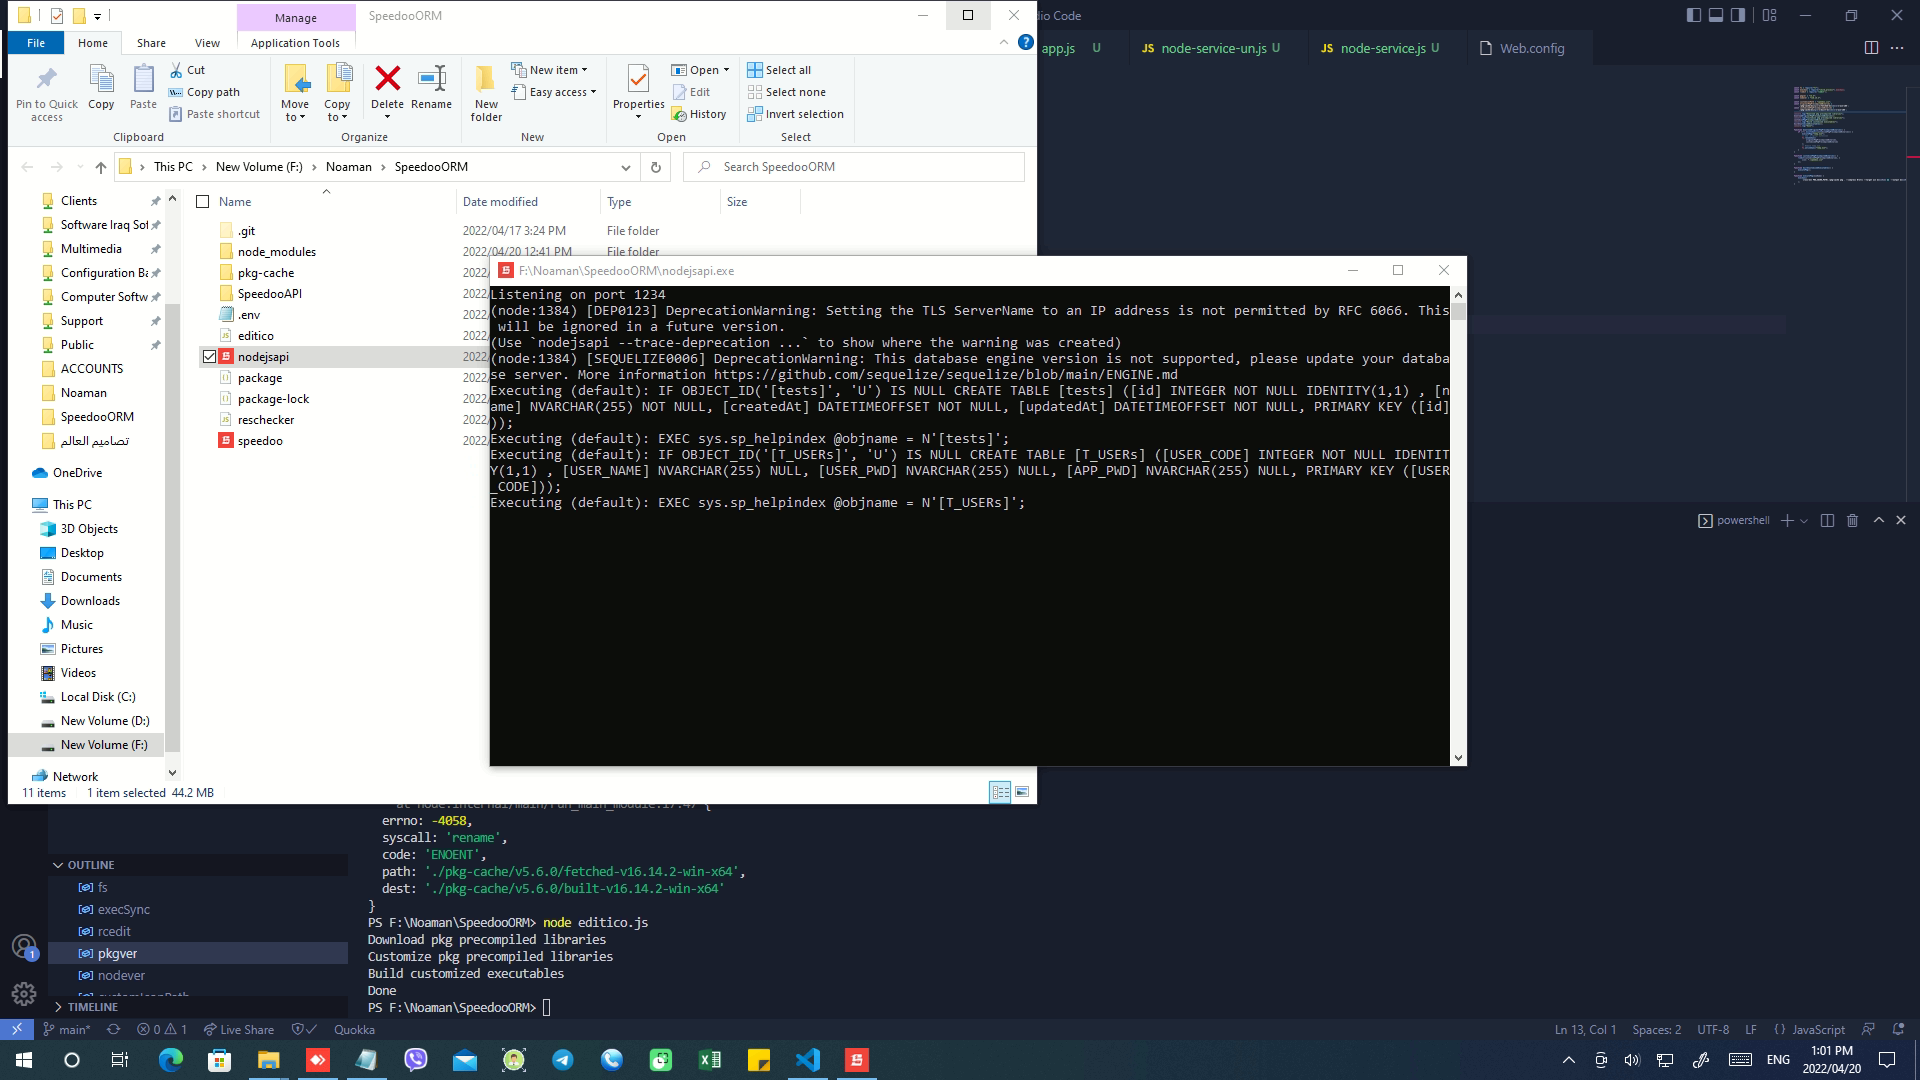 Manage
SpeedooORM
File
Home
Share
View
Application Tools
Pin to Quick access
Copy
Paste
Cut
Copy path
Paste shortcut
Clipboard
Move to
Copy to
Delete
Rename
Organize
New folder
New item
Easy access
New
Properties
Open
Edit
History
Open
Select all
Select none
Invert selection
Select
This PC
New Volume (F:)
Noaman
SpeedooORM
Search SpeedooORM
Clients
Software Iraq Sof
Multimedia
Configuration Ba
Computer Softw
Support
Public
ACCOUNTS
Noaman
SpeedooORM
تصاميم العالم
OneDrive
This PC
3D Objects
Desktop
Documents
Downloads
Music
Pictures
Videos
Local Disk (C:)
New Volume (D:)
New Volume (F:)
Network
Name
Date modified
Type
Size
.git 2022/04/17 3:24 PM File folder
node_modules 2022/04/20 12:41 PM File folder
pkg-cache 2022/
SpeedooAPI 2022/
.env 2022/
editico 2022/
nodejsapi 2022/
package 2022/
package-lock 2022/
reschecker 2022/
speedoo 2022/
11 items 1 item selected 44.2 MB
F:\Noaman\SpeedooORM\nodejsapi.exe
Listening on port 1234
(node:1384) [DEP0123] DeprecationWarning: Setting the TLS ServerName to an IP address is not permitted by RFC 6066. This
will be ignored in a future version.
(Use `nodejsapi --trace-deprecation ...` to show where the warning was created)
(node:1384) [SEQUELIZE0006] DeprecationWarning: This database engine version is not supported, please update your databa
se server. More information https://github.com/sequelize/sequelize/blob/main/ENGINE.md
Executing (default): IF OBJECT_ID('[tests]', 'U') IS NULL CREATE TABLE [tests] ([id] INTEGER NOT NULL IDENTITY(1,1) , [n
ame] NVARCHAR(255) NOT NULL, [createdAt] DATETIMEOFFSET NOT NULL, [updatedAt] DATETIMEOFFSET NOT NULL, PRIMARY KEY ([id]
));
Executing (default): EXEC sys.sp_helpindex @objname = N'[tests]';
Executing (default): IF OBJECT_ID('[T_USERs]', 'U') IS NULL CREATE TABLE [T_USERs] ([USER_CODE] INTEGER NOT NULL IDENTIT
Y(1,1) , [USER_NAME] NVARCHAR(255) NULL, [USER_PWD] NVARCHAR(255) NULL, [APP_PWD] NVARCHAR(255) NULL, PRIMARY KEY ([USER
_CODE]));
Executing (default): EXEC sys.sp_helpindex @objname = N'[T_USERs]';
dio Code
app.js U
JS node-service-un.js U
JS node-service.js U
Web.config
powershell
at node:internal/main/run_main_module:17:47 {
errno: -4058,
syscall: 'rename',
code: 'ENOENT',
path: './pkg-cache/v5.6.0/fetched-v16.14.2-win-x64',
dest: './pkg-cache/v5.6.0/built-v16.14.2-win-x64'
}
PS F:\Noaman\SpeedooORM> node editico.js
Download pkg precompiled libraries
Customize pkg precompiled libraries
Build customized executables
Done
PS F:\Noaman\SpeedooORM>
OUTLINE
fs
execSync
rcedit
pkgver
nodever
customIconPath
TIMELINE
1
main* 0 1 Live Share Quokka
Ln 13, Col 1 Spaces: 2 UTF-8 LF {} JavaScript
ENG
1:01 PM
2022/04/20